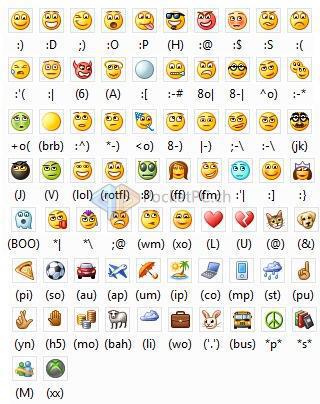 :) :D ;) :O :P (H) :@ :$ :S :(
:'( :| (6) (A) :[ :-# 8o| 8-| ^o) :-*
+o( (brb) :^) *-) <o) 8-) |-) ;-\ :-\ (jk)
(J) (V) (lol) (rotfl) :8) (ff) (fm) :'| :] :}
(BOO) *| *\ ;@ (wm) (xo) (L) (U) (@) (&)
(pi) (so) (au) (ap) (um) (ip) (co) (mp) (st) (pu)
(yn) (h5) (mo) (bah) (li) (wo) ('.') (bus) *p* *s*
(M) (xx)